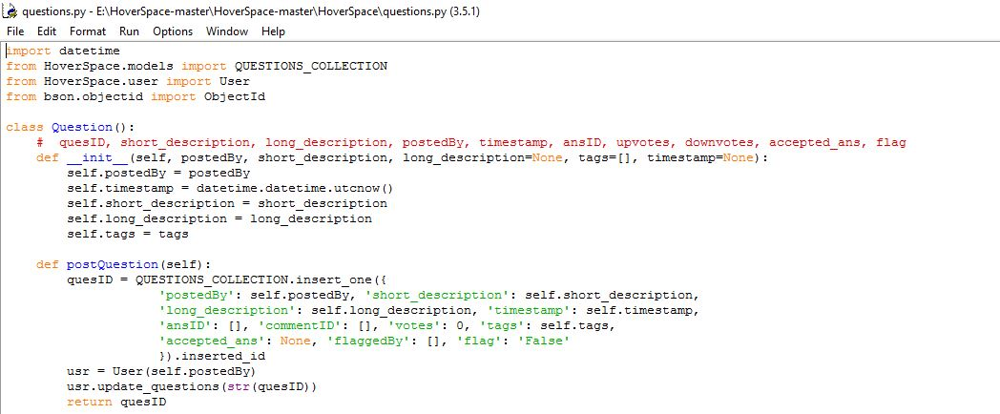 questions.py - E:\HoverSpace-master\HoverSpace-master\HoverSpace\questions.py (3.5.1)
File Edit Format Run Options Window Help
import datetime
from HoverSpace.models import QUESTIONS_COLLECTION
from HoverSpace.user import User
from bson.objectid import ObjectId

class Question():
    #  quesID, short_description, long_description, postedBy, timestamp, ansID, upvotes, downvotes, accepted_ans, flag
    def __init__(self, postedBy, short_description, long_description=None, tags=[], timestamp=None):
        self.postedBy = postedBy
        self.timestamp = datetime.datetime.utcnow()
        self.short_description = short_description
        self.long_description = long_description
        self.tags = tags

    def postQuestion(self):
        quesID = QUESTIONS_COLLECTION.insert_one({
                    'postedBy': self.postedBy, 'short_description': self.short_description,
                    'long_description': self.long_description, 'timestamp': self.timestamp,
                    'ansID': [], 'commentID': [], 'votes': 0, 'tags': self.tags,
                    'accepted_ans': None, 'flaggedBy': [], 'flag': 'False'
                    }).inserted_id
        usr = User(self.postedBy)
        usr.update_questions(str(quesID))
        return quesID